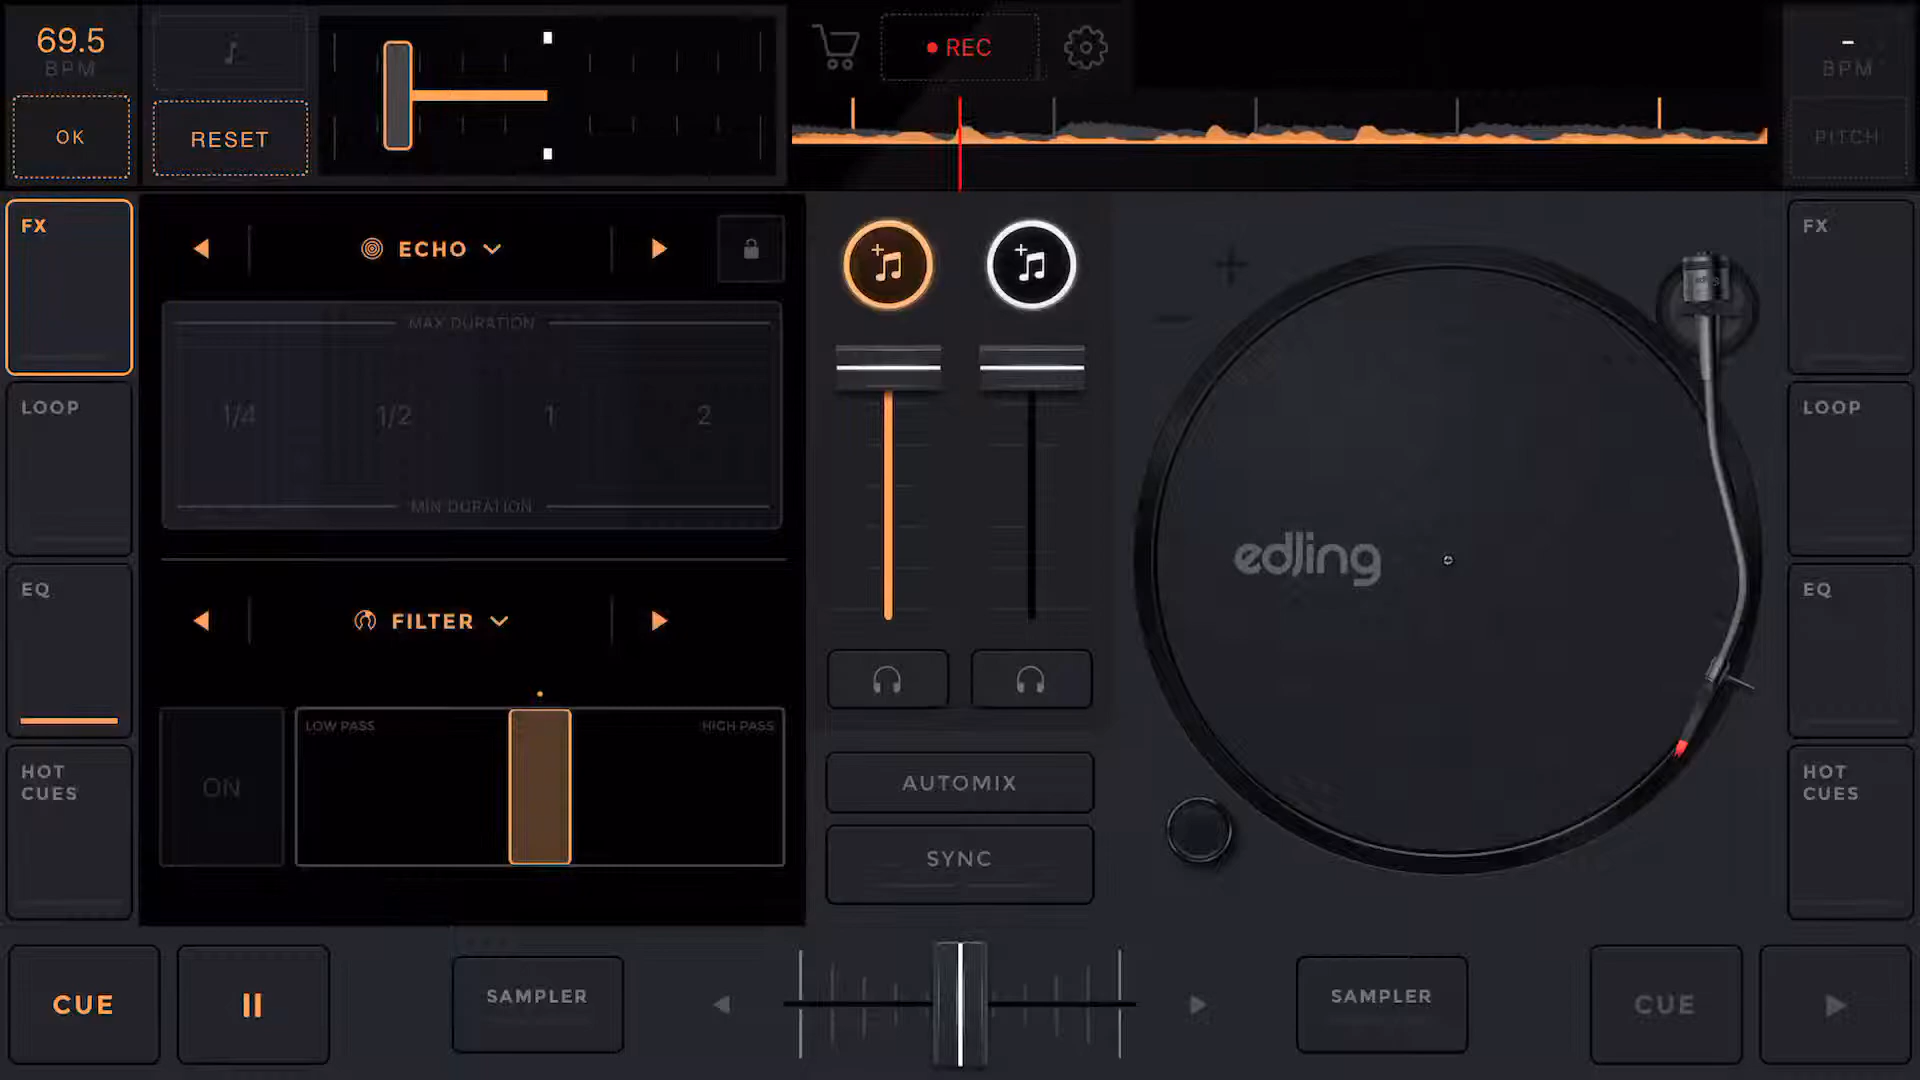 69.5
BPM
OK
RESET
REC
-
BPM
PITCH
FX
LOOP
EQ
HOT
CUES
ECHO
MAX DURATION
1/4 1/2 1 2
MIN DURATION
FILTER
LOW PASS
HIGH PASS
ON
AUTOMIX
SYNC
edjing
FX
LOOP
EQ
HOT
CUES
CUE
SAMPLER
SAMPLER
CUE